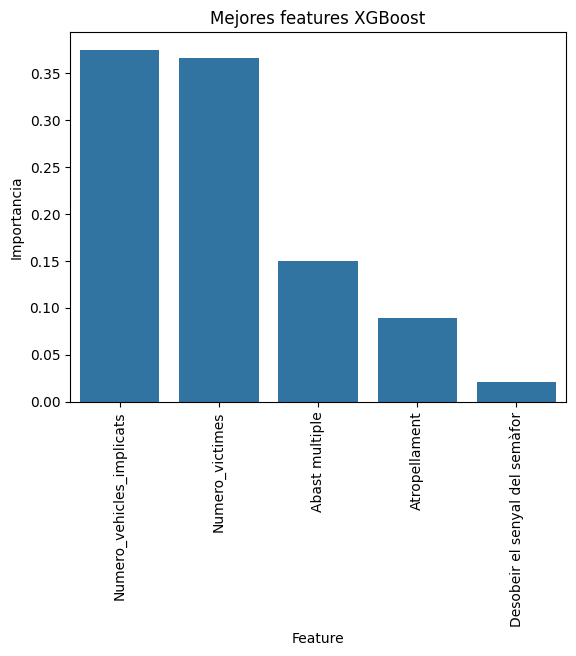 Mejores features XGBoost
Importancia
0.35
0.30
0.25
0.20
0.15
0.10
0.05
0.00
Numero_vehicles_implicats
Numero_victimes
Abast multiple
Atropellament
Desobeir el senyal del semàfor
Feature